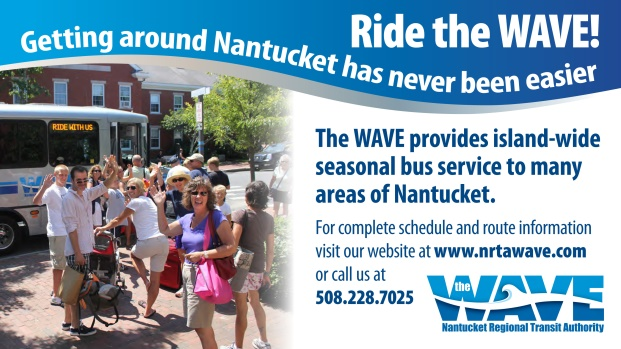 Ride the WAVE!
Getting around Nantucket has never been easier
RIDE WITH US
The WAVE provides island-wide
seasonal bus service to many
areas of Nantucket.
For complete schedule and route information
visit our website at www.nrtawave.com
or call us at
508.228.7025
the
WAVE
Nantucket Regional Transit Authority